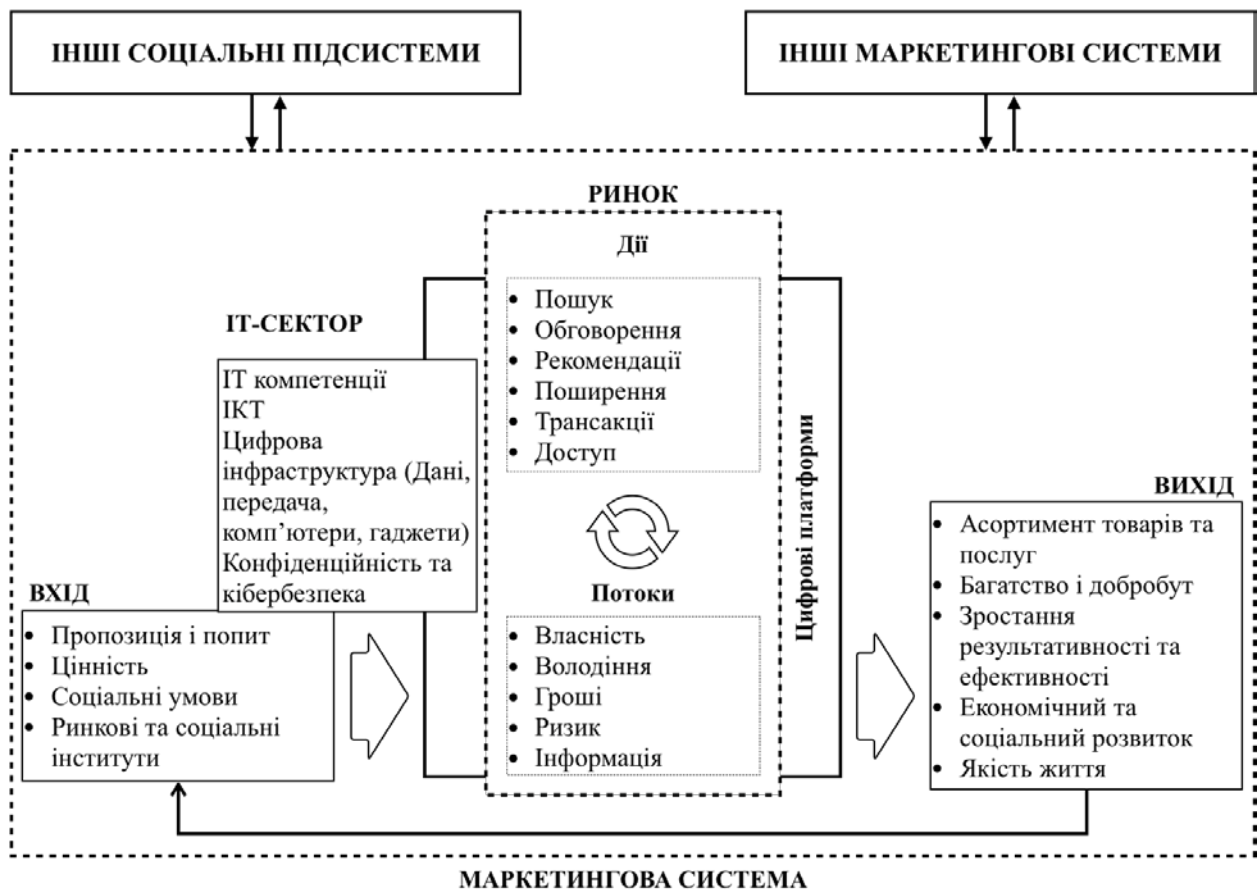 ІНШІ СОЦІАЛЬНІ ПІДСИСТЕМИ
ІНШІ МАРКЕТИНГОВІ СИСТЕМИ
РИНОК
Дії
• Пошук
• Обговорення
• Рекомендації
• Поширення
• Трансакції
• Доступ
Потоки
• Власність
• Володіння
• Гроші
• Ризик
• Інформація
ІТ-СЕКТОР
ІТ компетенції
ІКТ
Цифрова
інфраструктура (Дані,
передача,
комп’ютери, гаджети)
Конфіденційність та
кібербезпека
ВХІД
• Пропозиція і попит
• Цінність
• Соціальні умови
• Ринкові та соціальні
інститути
Цифрові платформи
ВИХІД
• Асортимент товарів та
послуг
• Багатство і добробут
• Зростання
результативності та
ефективності
• Економічний та
соціальний розвиток
• Якість життя
МАРКЕТИНГОВА СИСТЕМА